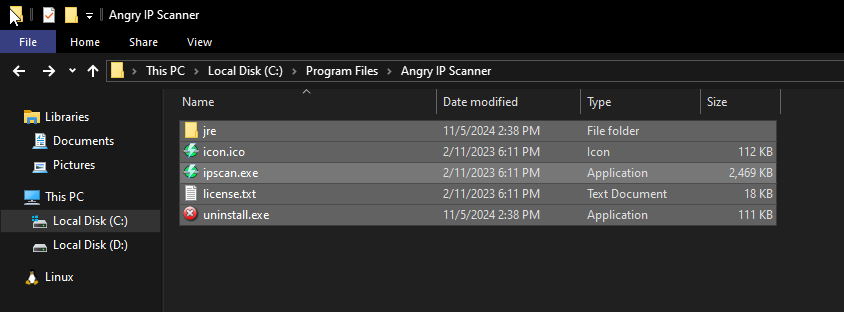 Angry IP Scanner
File Home Share View
This PC Local Disk (C:) Program Files Angry IP Scanner
Name Date modified Type Size
Libraries
Documents
Pictures
This PC
Local Disk (C:)
Local Disk (D:)
Linux
jre 11/5/2024 2:38 PM File folder
icon.ico 2/11/2023 6:11 PM Icon 112 KB
ipscan.exe 2/11/2023 6:11 PM Application 2,469 KB
license.txt 2/11/2023 6:11 PM Text Document 18 KB
uninstall.exe 11/5/2024 2:38 PM Application 111 KB